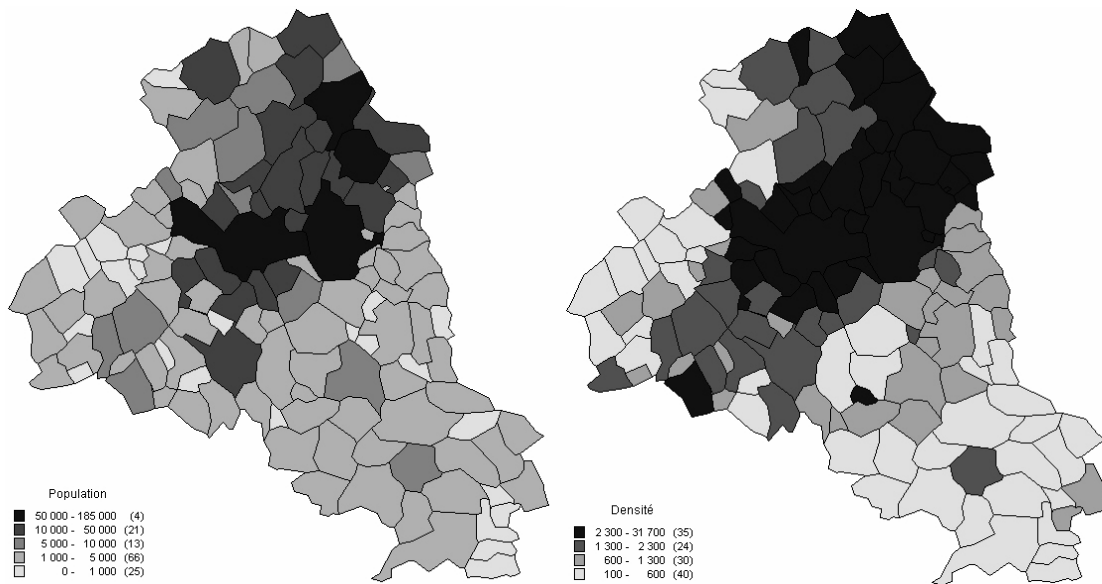 Population
50 000 - 185 000 (4)
10 000 - 50 000 (21)
5 000 - 10 000 (13)
1 000 - 5 000 (66)
0 - 1 000 (25)
Densité
2 300 - 31 700 (35)
1 300 - 2 300 (24)
600 - 1 300 (30)
100 - 600 (40)